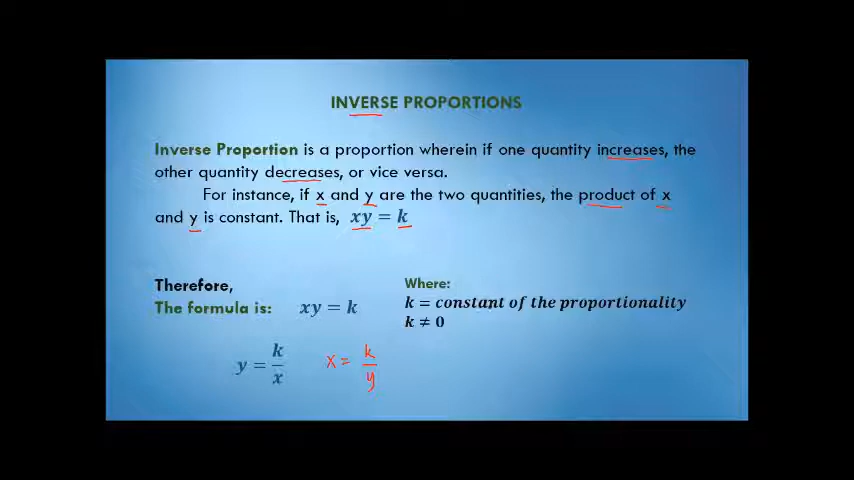 INVERSE PROPORTIONS
Inverse Proportion is a proportion wherein if one quantity increases, the
other quantity decreases, or vice versa.
For instance, if x and y are the two quantities, the product of x
and y is constant. That is, xy = k
Therefore,
The formula is: xy = k
y = k/x x = k/y
Where:
k = constant of the proportionality
k ≠ 0